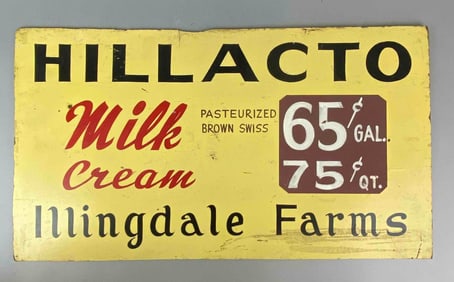 HILLACTO
Milk
Cream
PASTEURIZED
BROWN SWISS
65¢ GAL.
75¢ QT.
Illingdale Farms